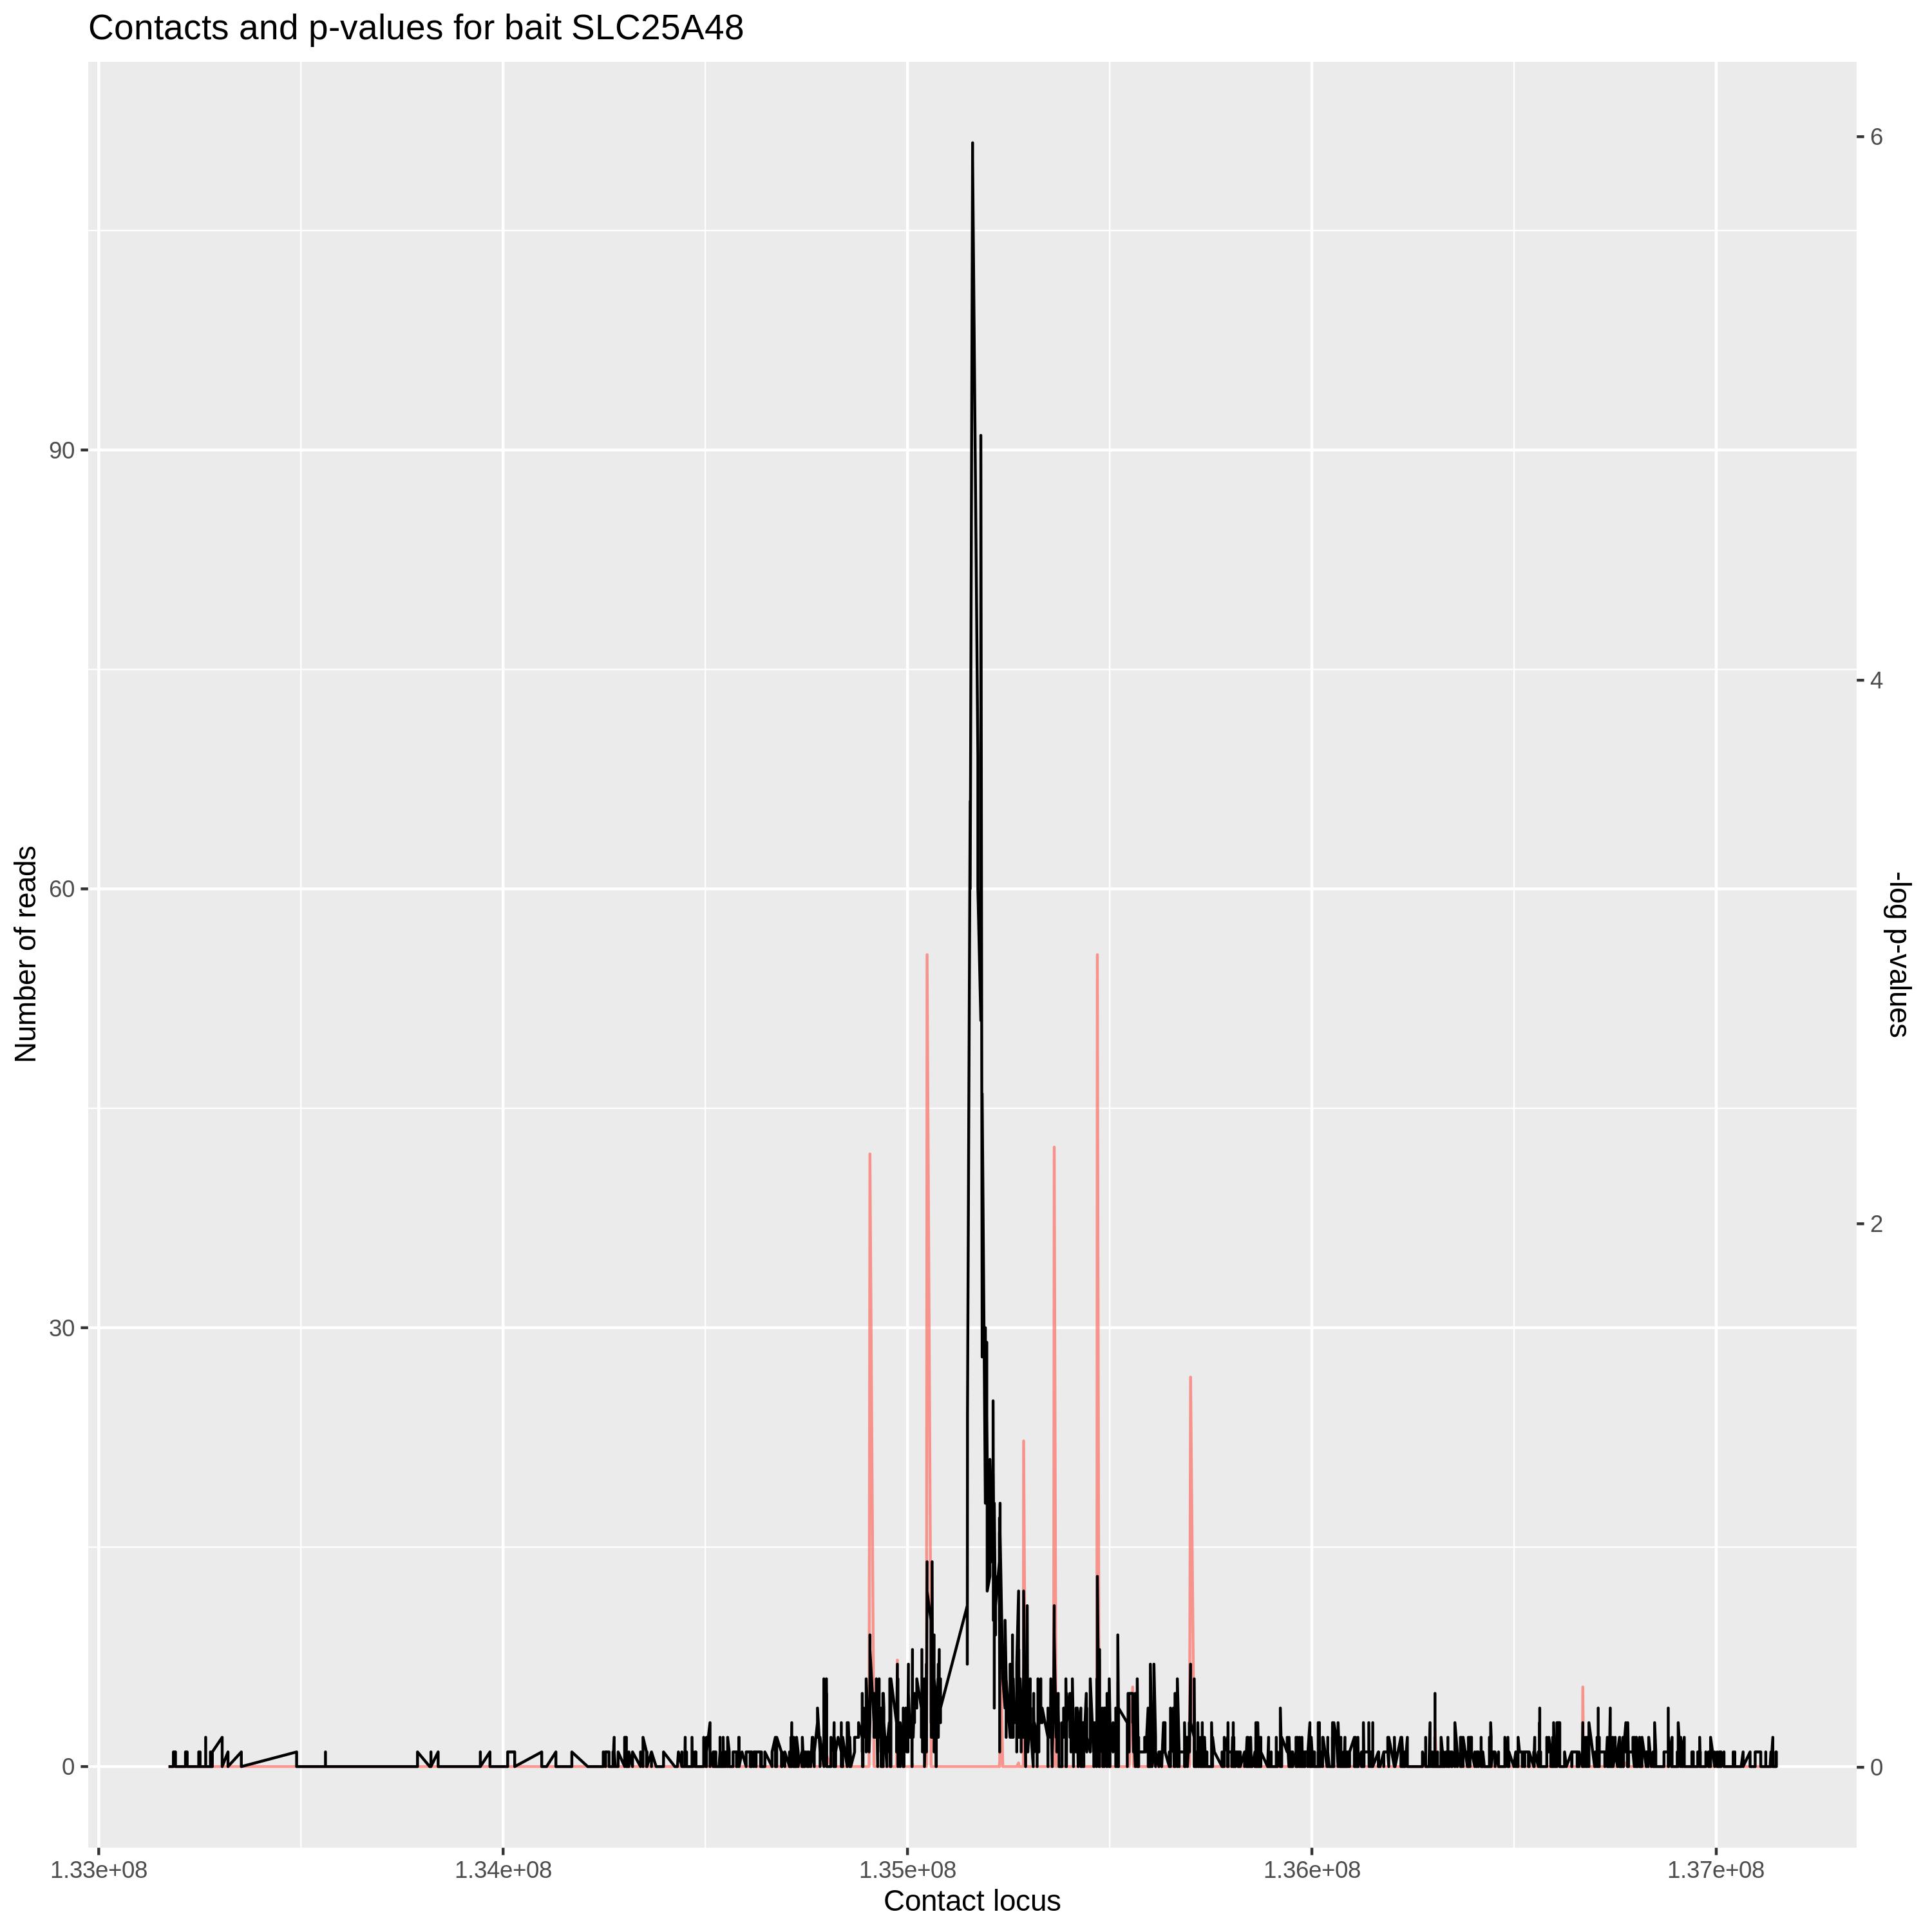 Contacts and p-values for bait SLC25A48
Number of reads
90
60
30
0
6
4
2
0
-log p-values
1.33e+08
1.34e+08
1.35e+08
1.36e+08
1.37e+08
Contact locus